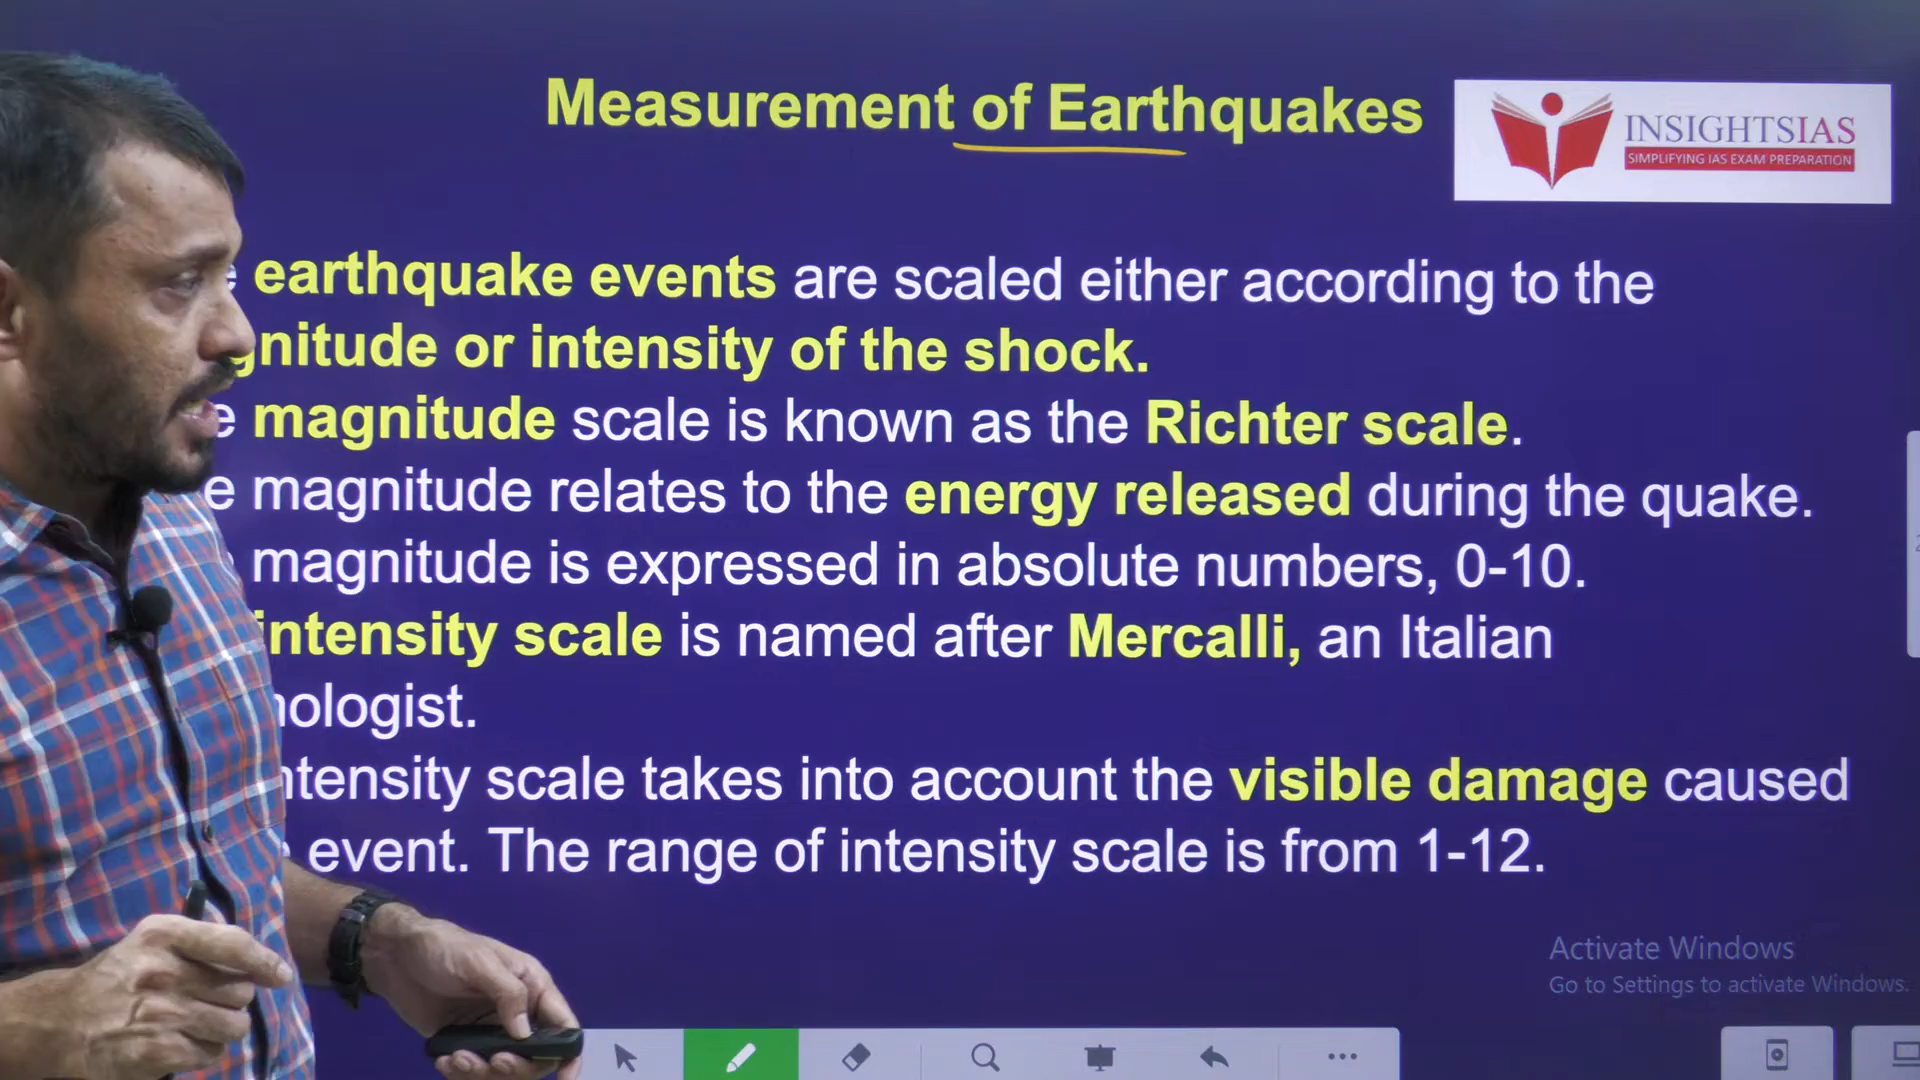 Measurement of Earthquakes
INSIGHTSIAS
SIMPLIFYING IAS EXAM PREPARATION
earthquake events are scaled either according to the
gnitude or intensity of the shock.
e magnitude scale is known as the Richter scale.
e magnitude relates to the energy released during the quake.
magnitude is expressed in absolute numbers, 0-10.
intensity scale is named after Mercalli, an Italian
ologist.
ntensity scale takes into account the visible damage caused
event. The range of intensity scale is from 1-12.
Activate Windows
Go to Settings to activate Windows.